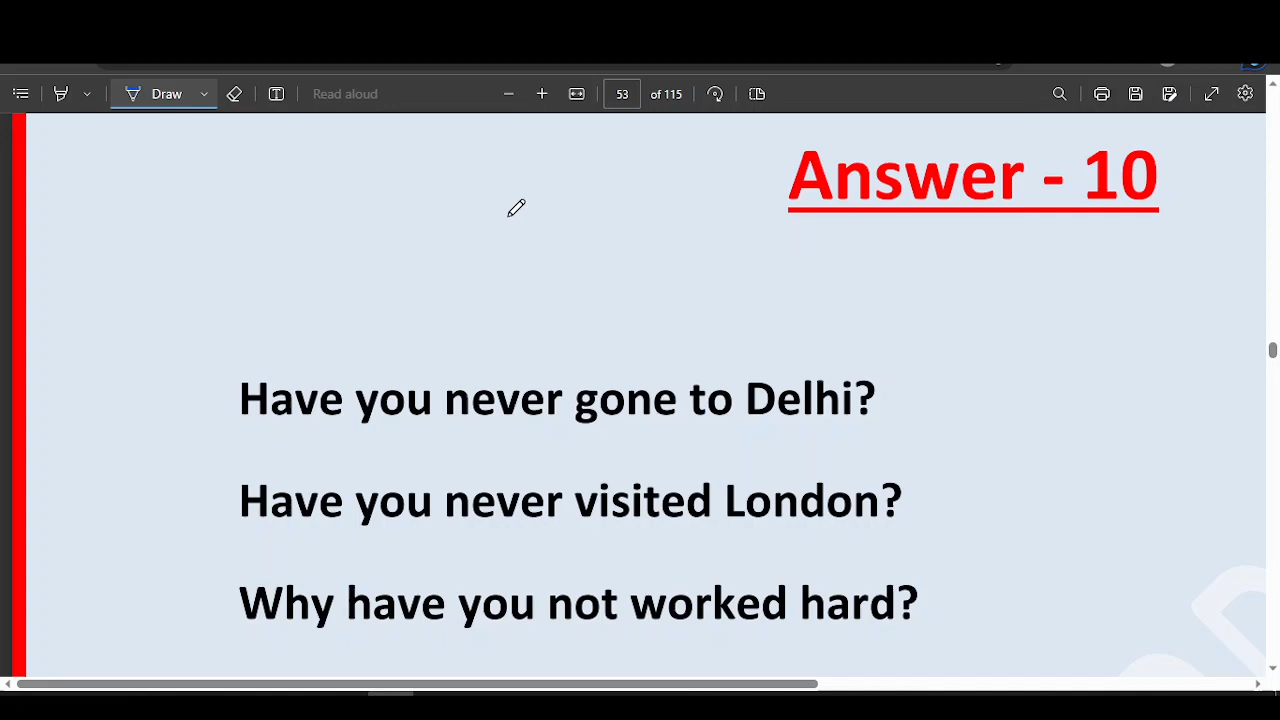 Draw
Read aloud
53 of 115
Answer - 10
Have you never gone to Delhi?
Have you never visited London?
Why have you not worked hard?